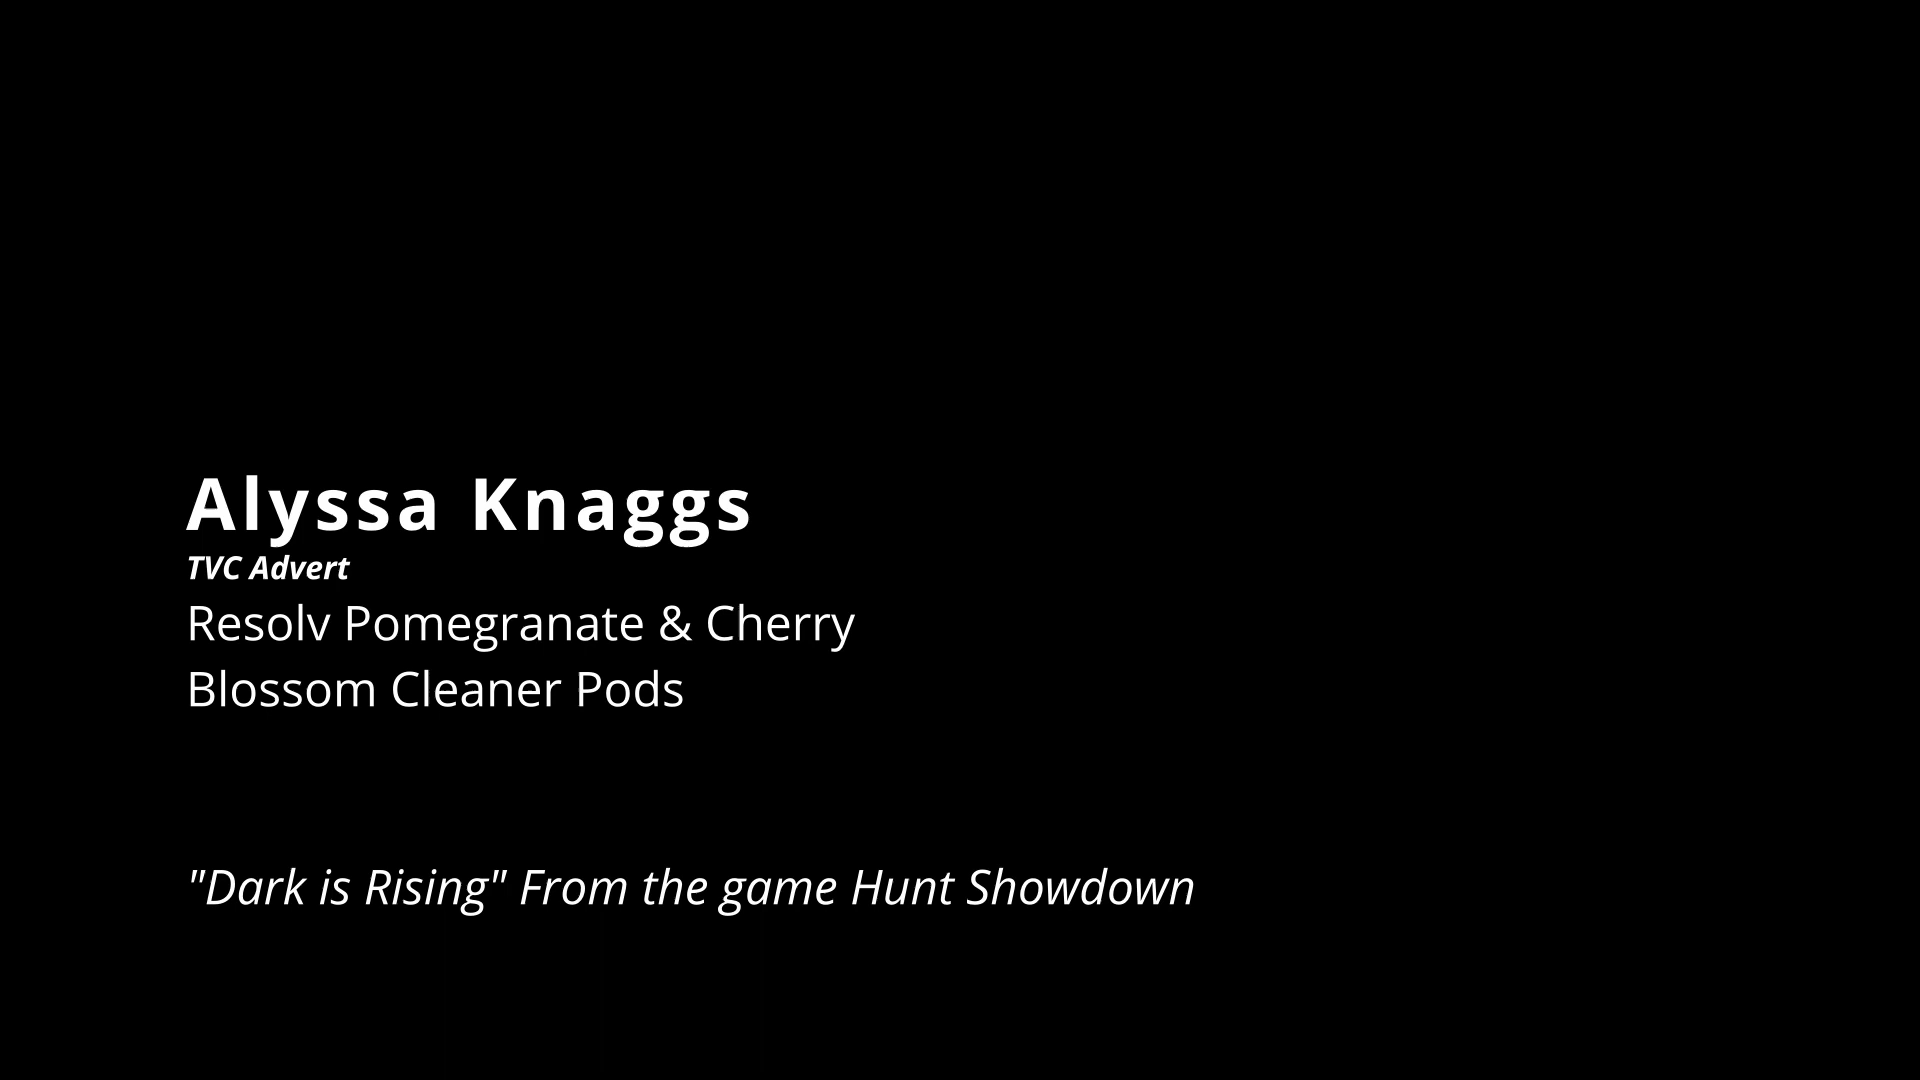 Alyssa Knaggs
TVC Advert
Resolv Pomegranate & Cherry
Blossom Cleaner Pods
"Dark is Rising" From the game Hunt Showdown